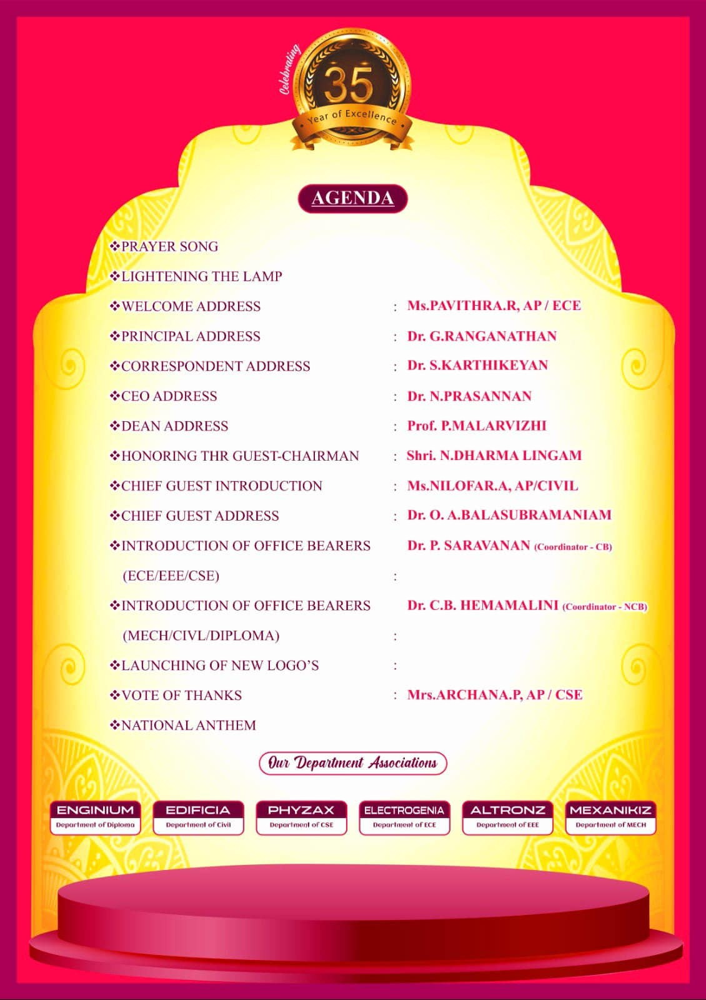 Celebrating
35
Year of Excellence
AGENDA
❖PRAYER SONG
❖LIGHTENING THE LAMP
❖WELCOME ADDRESS : Ms.PAVITHRA.R, AP / ECE
❖PRINCIPAL ADDRESS : Dr. G.RANGANATHAN
❖CORRESPONDENT ADDRESS : Dr. S.KARTHIKEYAN
❖CEO ADDRESS : Dr. N.PRASANNAN
❖DEAN ADDRESS : Prof. P.MALARVIZHI
❖HONORING THR GUEST-CHAIRMAN : Shri. N.DHARMA LINGAM
❖CHIEF GUEST INTRODUCTION : Ms.NILOFAR.A, AP/CIVIL
❖CHIEF GUEST ADDRESS : Dr. O. A.BALASUBRAMANIAM
❖INTRODUCTION OF OFFICE BEARERS Dr. P. SARAVANAN (Coordinator - CB)
(ECE/EEE/CSE) :
❖INTRODUCTION OF OFFICE BEARERS Dr. C.B. HEMAMALINI (Coordinator - NCB)
(MECH/CIVL/DIPLOMA) :
❖LAUNCHING OF NEW LOGO’S :
❖VOTE OF THANKS : Mrs.ARCHANA.P, AP / CSE
❖NATIONAL ANTHEM
Our Department Associations
ENGINIUM EDIFICIA PHYZAX ELECTROGENIA ALTRONZ MEXANIKIZ
Department of Diploma Department of Civil Department of CSE Department of ECE Department of EEE Department of MECH